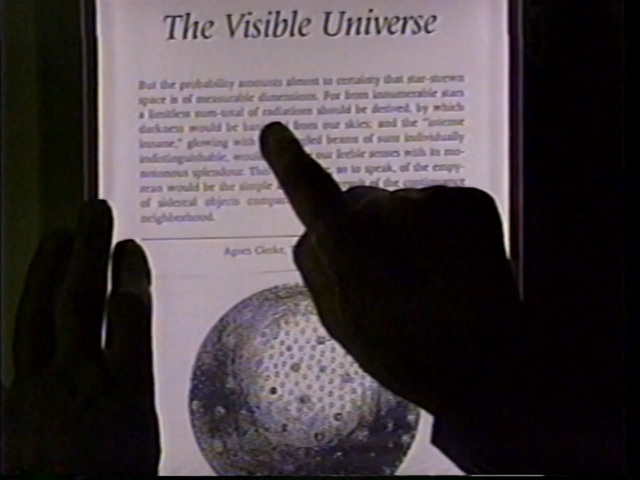 The Visible Universe
But the probability amounts almost to certainty that star-strewn
space is of measurable dimensions. For from innumerable stars
a limitless sum-total of radiations should be derived, by which
darkness would be from our skies; and the "intense
inane," glowing with beams of suns individually
indistinguishable, would our feeble senses with its mo-
notonous splendour. so to speak, of the empy-
rean would be the simple of the continuance
of sidereal objects
neighborhood.
Agnes Clerke,